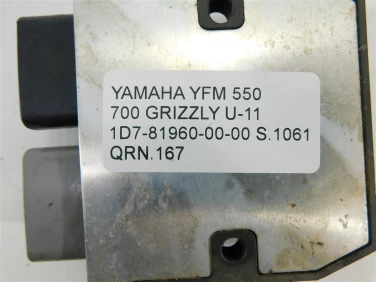 YAMAHA YFM 550
700 GRIZZLY U-11
1D7-81960-00-00 S.1061
QRN.167